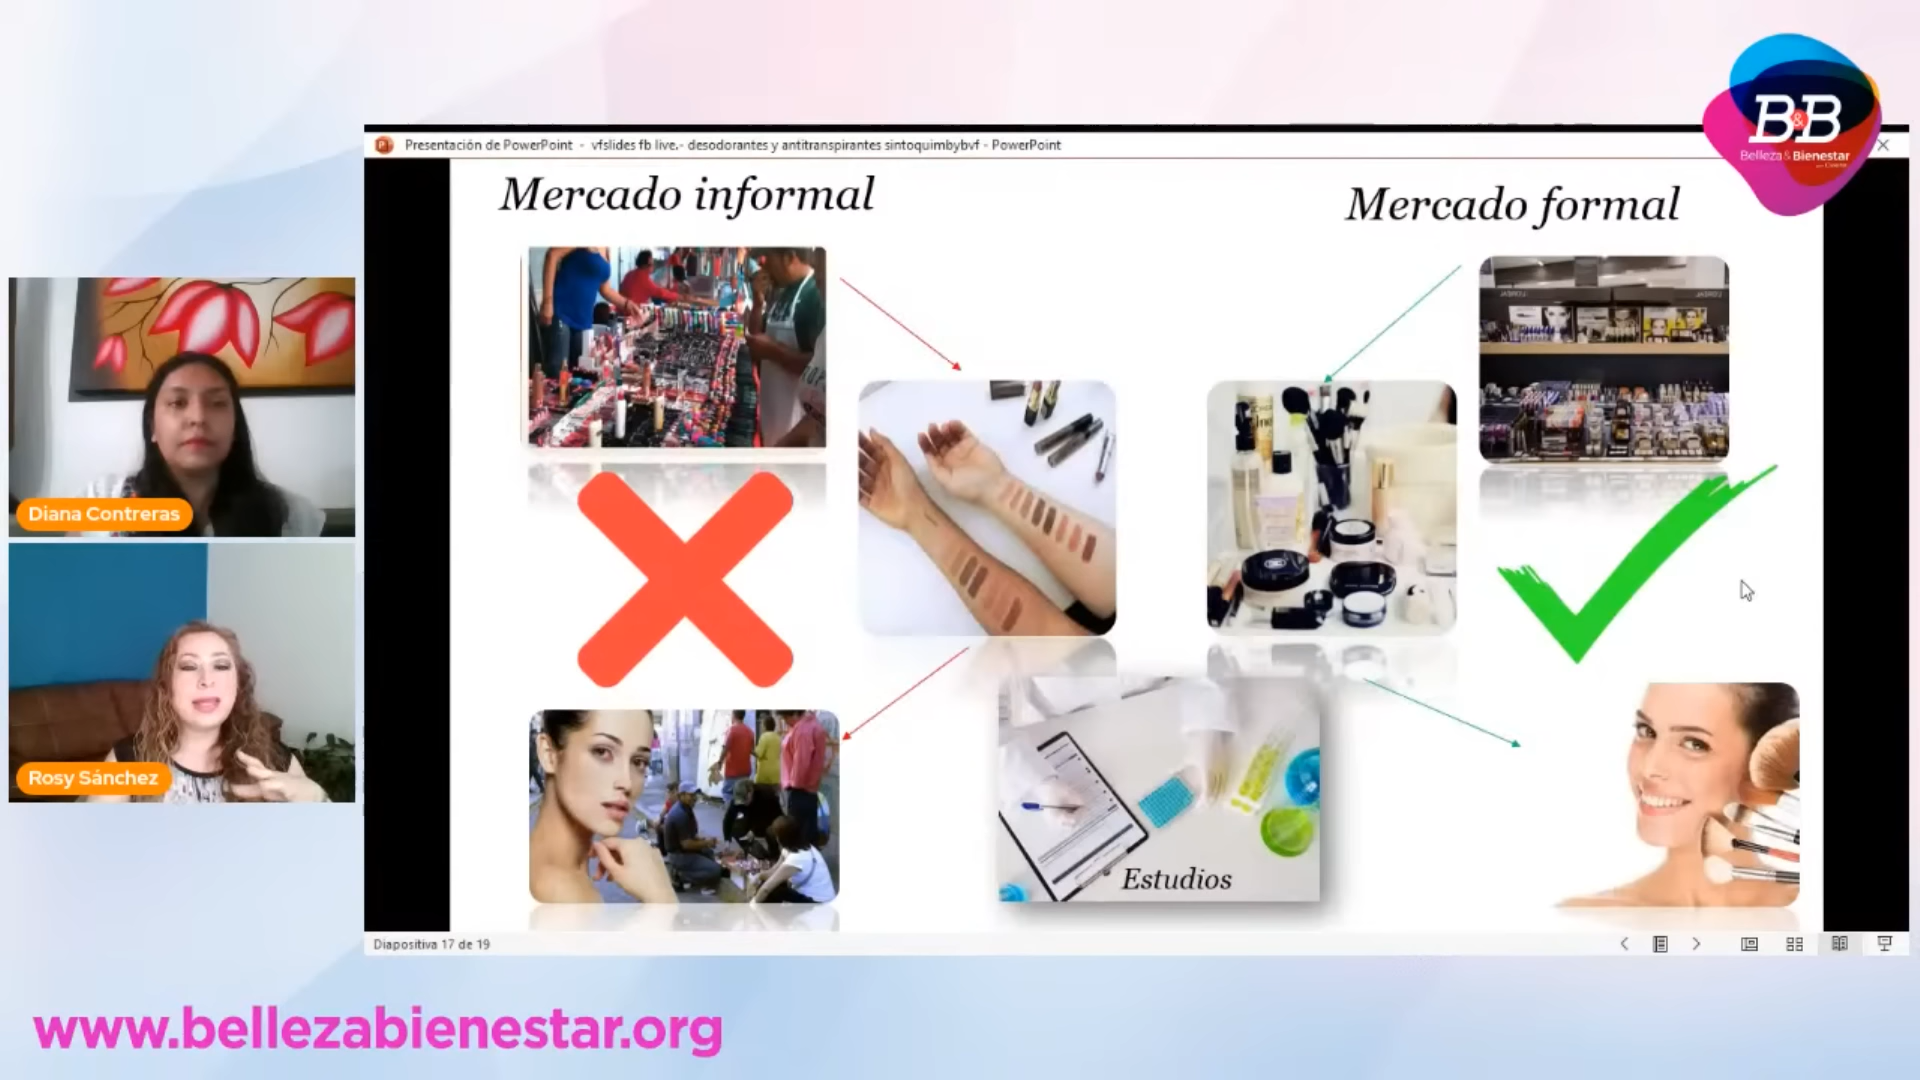 B&B
Belleza & Bienestar
Presentación de PowerPoint - vfslides fb live.- desodorantes y antitranspirantes sintoquimbybvf - PowerPoint
Mercado informal
Mercado formal
Diana Contreras
Rosy Sánchez
Estudios
Diapositiva 17 de 19
www.bellezabienestar.org